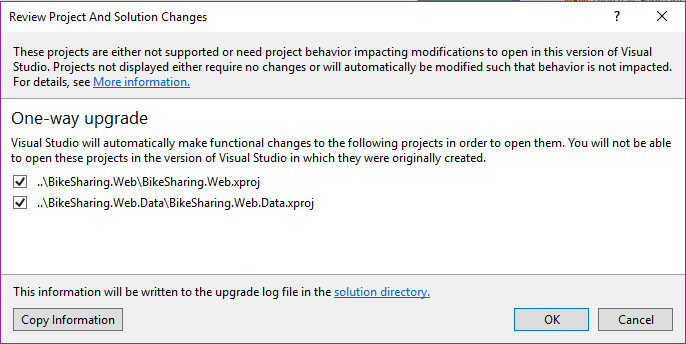 Review Project And Solution Changes
These projects are either not supported or need project behavior impacting modifications to open in this version of Visual
Studio. Projects not displayed either require no changes or will automatically be modified such that behavior is not impacted.
For details, see More information.
One-way upgrade
Visual Studio will automatically make functional changes to the following projects in order to open them. You will not be able
to open these projects in the version of Visual Studio in which they were originally created.
..\BikeSharing.Web\BikeSharing.Web.xproj
..\BikeSharing.Web.Data\BikeSharing.Web.Data.xproj
This information will be written to the upgrade log file in the solution directory.
Copy Information
OK
Cancel